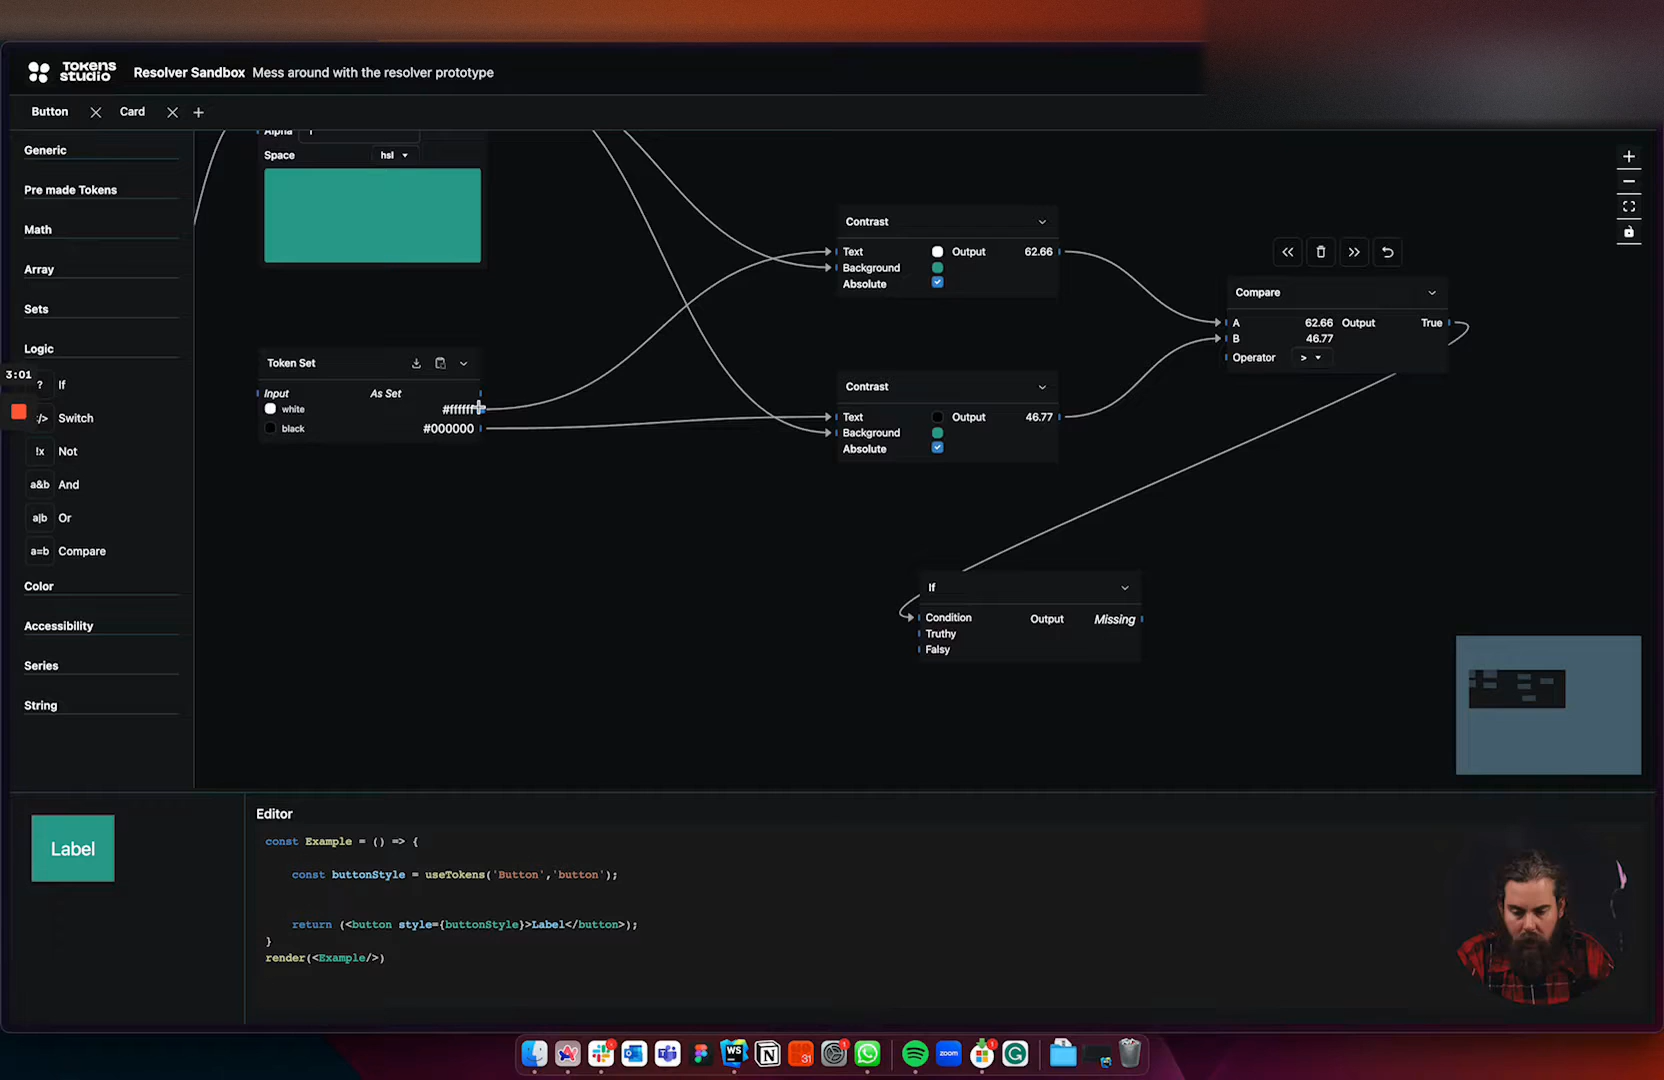 Tokens
studio
Resolver Sandbox Mess around with the resolver prototype
Button
Card
Generic
Pre made Tokens
Math
Array
Sets
Logic
3:01
? If
</> Switch
!x Not
a&b And
a|b Or
a=b Compare
Color
Accessibility
Series
String
Alpha 1
Space hsl
Token Set
Input As Set
white #ffffff
black #000000
Contrast
Text Output 62.66
Background
Absolute
Contrast
Text Output 46.77
Background
Absolute
Compare
A 62.66 Output True
B 46.77
Operator >
If
Condition Output Missing
Truthy
Falsy
Label
Editor
const Example = () => {
const buttonStyle = useTokens('Button','button');
return (<button style={buttonStyle}>Label</button>);
}
render(<Example/>)
WS
31
zoom